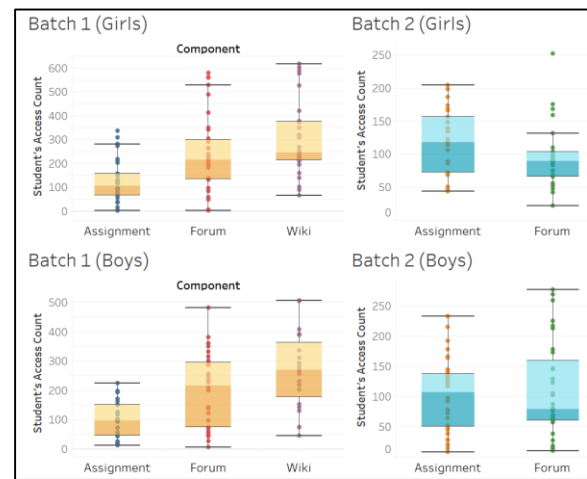 Batch 1 (Girls)
Component
Student's Access Count
600
500
400
300
200
100
0
Assignment Forum Wiki
Batch 2 (Girls)
Student's Access Count
250
200
150
100
50
0
Assignment Forum
Batch 1 (Boys)
Component
Student's Access Count
500
400
300
200
100
0
Assignment Forum Wiki
Batch 2 (Boys)
Student's Access Count
250
200
150
100
50
0
Assignment Forum